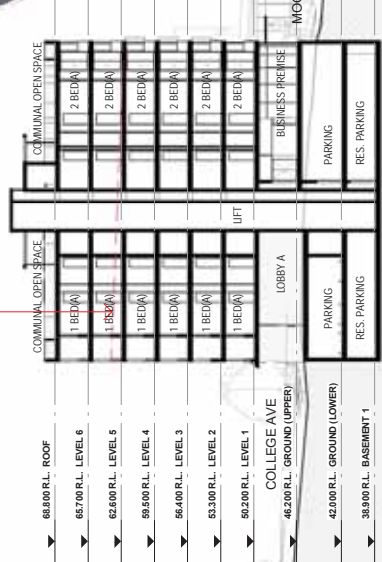 68.800 R.L. ROOF
65.700 R.L. LEVEL 6
62.600 R.L. LEVEL 5
59.500 R.L. LEVEL 4
56.400 R.L. LEVEL 3
53.300 R.L. LEVEL 2
50.200 R.L. LEVEL 1
COLLEGE AVE
46.200 R.L. GROUND (UPPER)
42.000 R.L. GROUND (LOWER)
38.900 R.L. BASEMENT 1
COMMUNAL OPEN SPACE
1 BED(A)
1 BED(A)
1 BED(A)
1 BED(A)
1 BED(A)
1 BED(A)
LOBBY A
PARKING
RES. PARKING
LIFT
COMMUNAL OPEN SPACE
2 BED(A)
2 BED(A)
2 BED(A)
2 BED(A)
2 BED(A)
2 BED(A)
BUSINESS PREMISE
PARKING
RES. PARKING
MOO